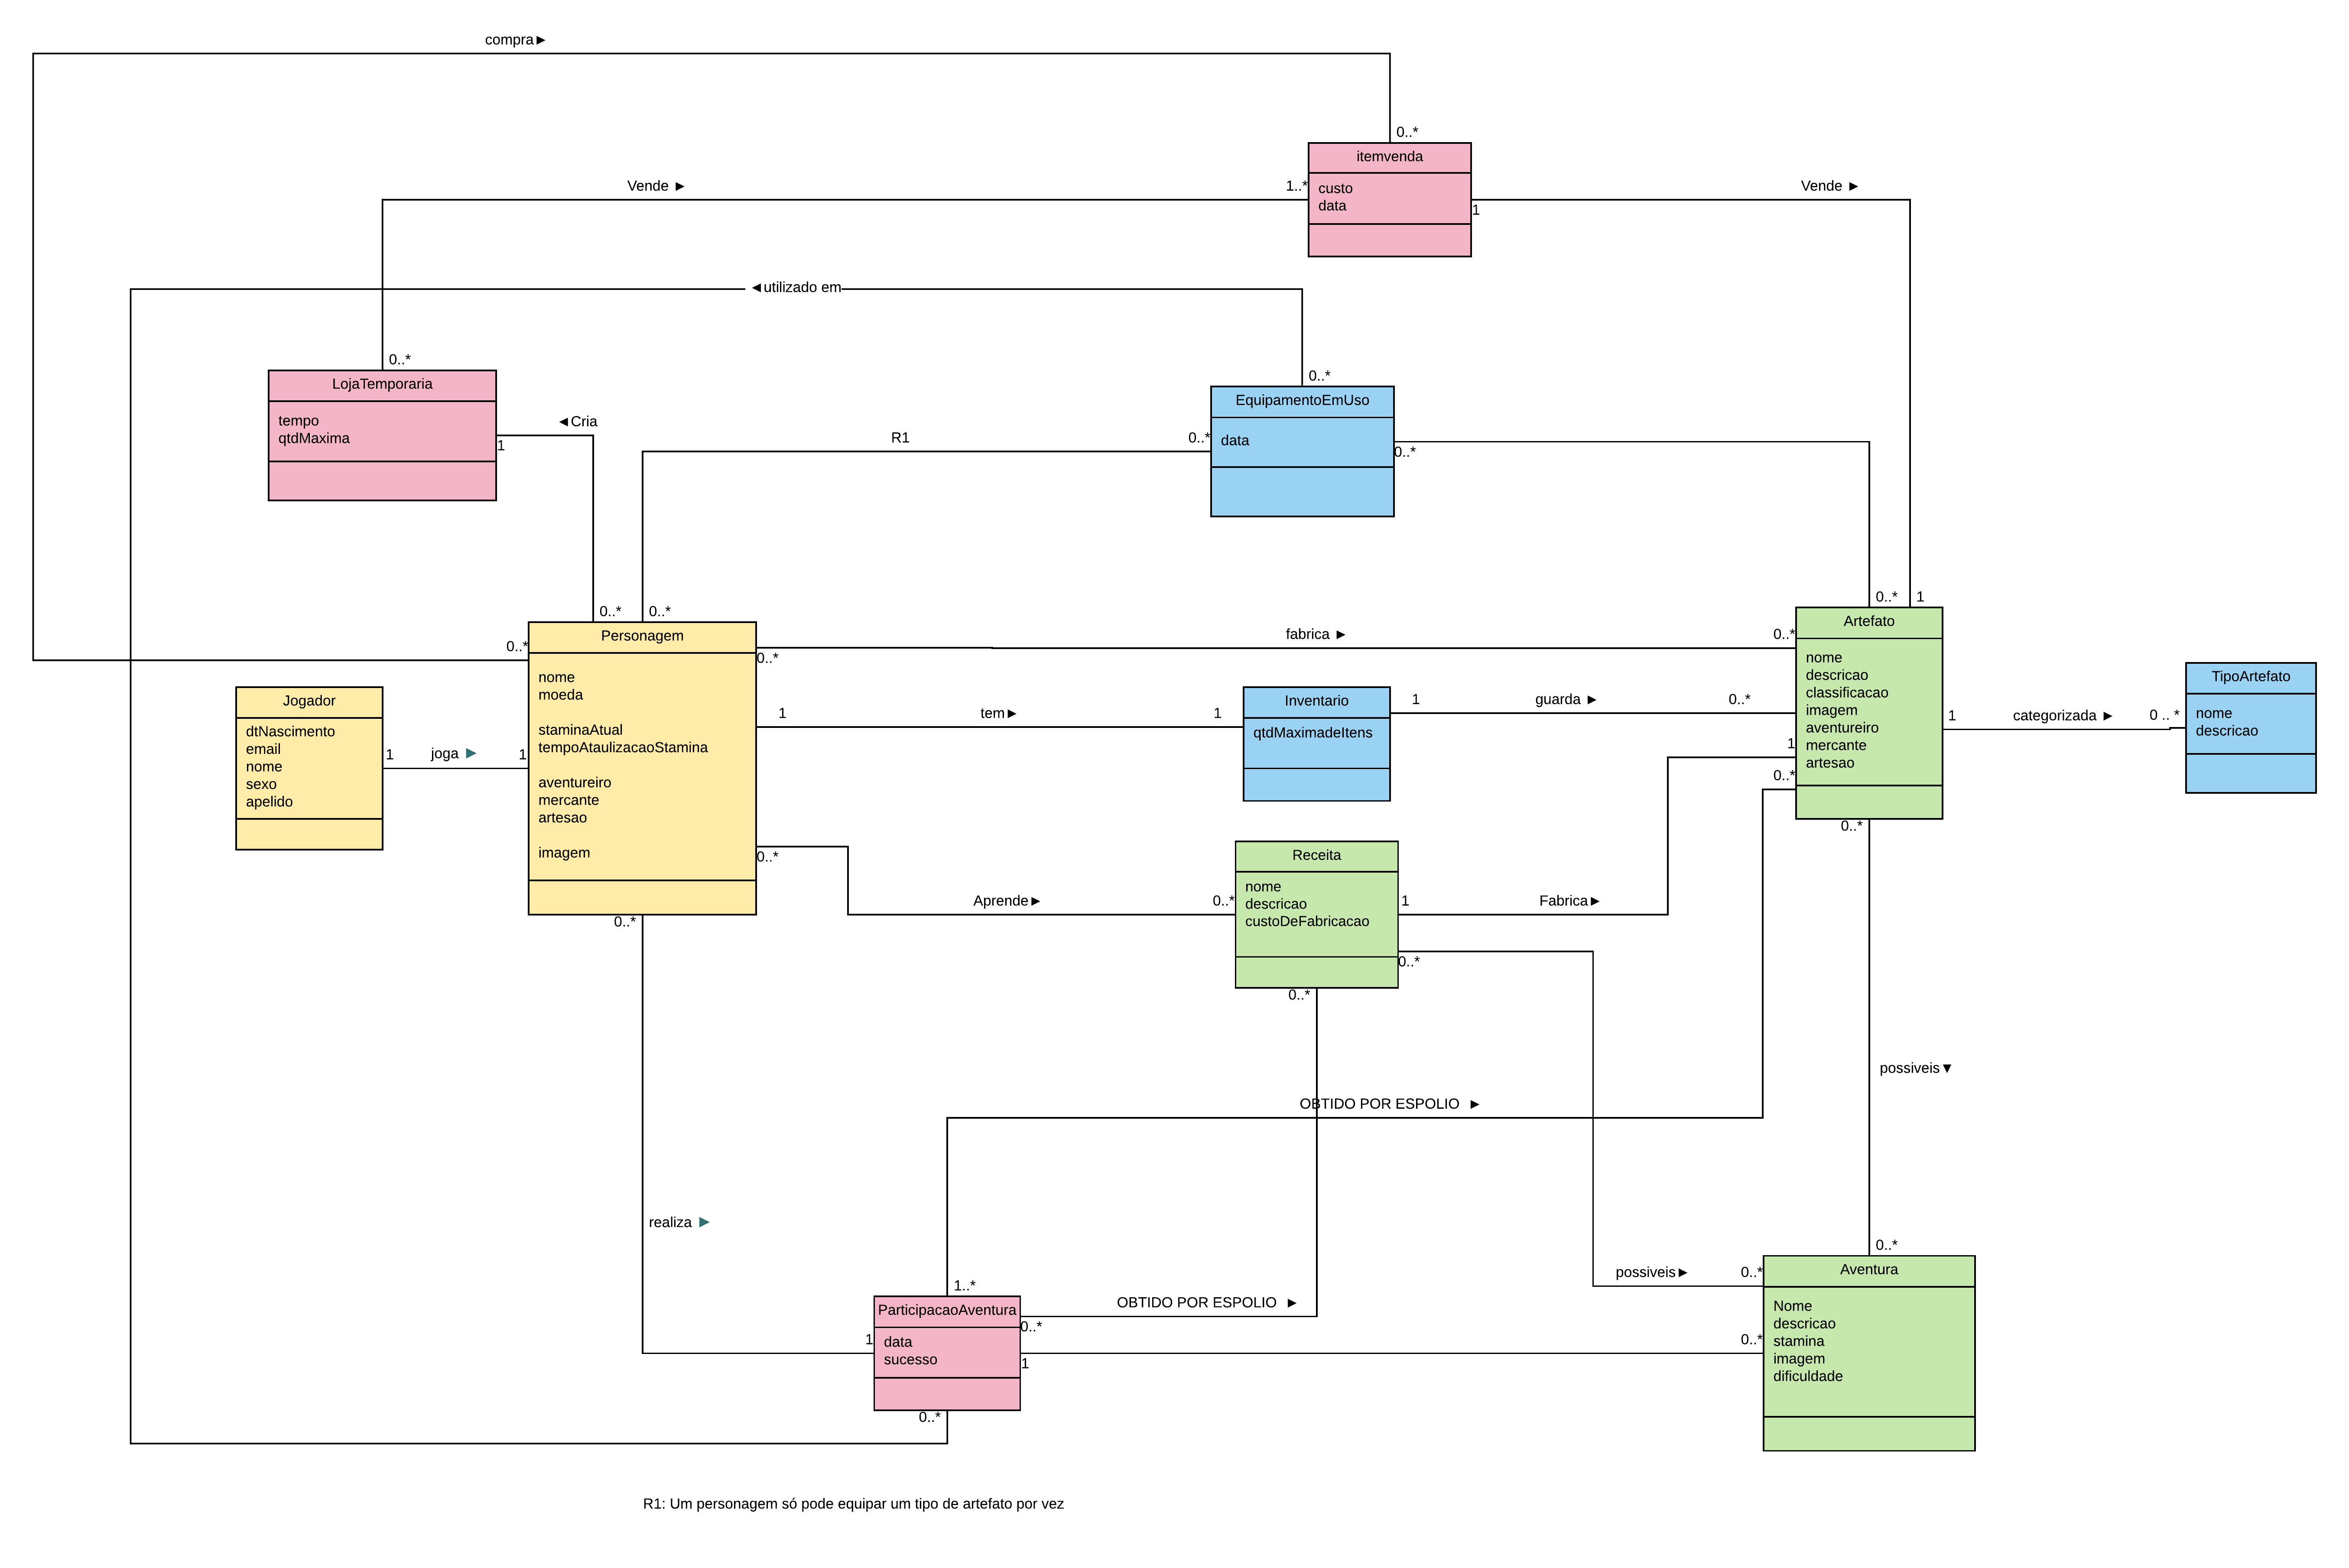 compra►
0..*
itemvenda
custo
data
1..*
Vende ►
1
Vende ►
◄utilizado em
0..*
LojaTemporaria
tempo
qtdMaxima
1
◄Cria
0..*
EquipamentoEmUso
data
R1
0..*
0..*
0..*
0..*
0..*
1
0..*
Personagem
nome
moeda
staminaAtual
tempoAtaulizacaoStamina
aventureiro
mercante
artesao
imagem
0..*
fabrica ►
0..*
Artefato
nome
descricao
classificacao
imagem
aventureiro
mercante
artesao
Jogador
dtNascimento
email
nome
sexo
apelido
1
joga ►
1
1
tem►
1
Inventario
qtdMaximadeItens
1
guarda ►
0..*
1
categorizada ►
0 .. *
TipoArtefato
nome
descricao
1
0..*
0..*
0..*
Aprende►
0..*
Receita
nome
descricao
custoDeFabricacao
1
Fabrica►
0..*
0..*
0..*
possiveis▼
OBTIDO POR ESPOLIO ►
realiza ►
0..*
possiveis►
0..*
Aventura
Nome
descricao
stamina
imagem
dificuldade
1..*
OBTIDO POR ESPOLIO ►
0..*
ParticipacaoAventura
data
sucesso
1
1
0..*
0..*
R1: Um personagem só pode equipar um tipo de artefato por vez